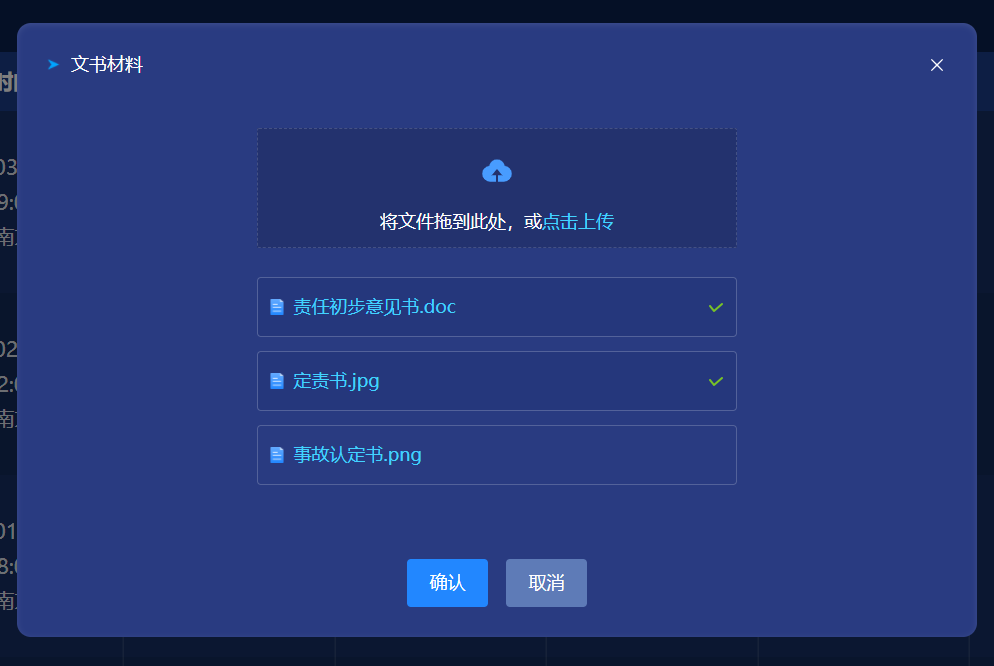 文书材料
将文件拖到此处，或点击上传
责任初步意见书.doc
定责书.jpg
事故认定书.png
确认
取消